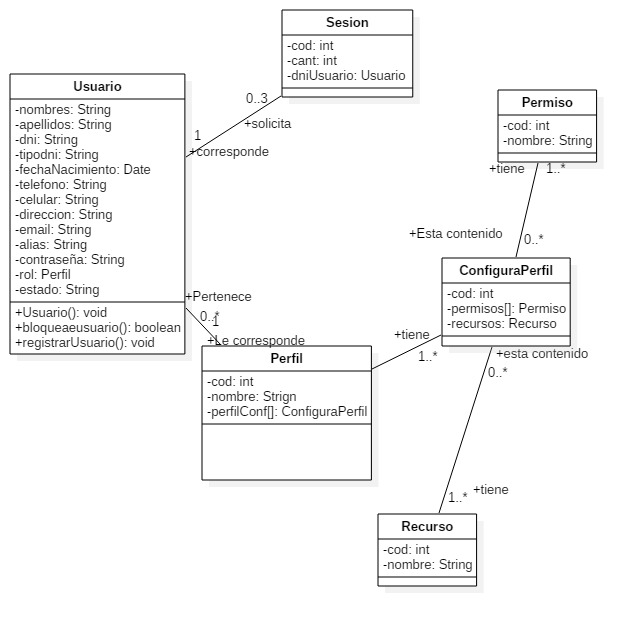 Sesion
-cod: int
-cant: int
-dniUsuario: Usuario
0..3
+solicita
1
+corresponde
Usuario
-nombres: String
-apellidos: String
-dni: String
-tipodni: String
-fechaNacimiento: Date
-telefono: String
-celular: String
-direccion: String
-email: String
-alias: String
-contraseña: String
-rol: Perfil
-estado: String
+Usuario(): void
+bloqueaeusuario(): boolean
+registrarUsuario(): void
Permiso
-cod: int
-nombre: String
+tiene
1..*
+Esta contenido
0..*
ConfiguraPerfil
-cod: int
-permisos[]: Permiso
-recursos: Recurso
+Pertenece
0..*
1
+Le corresponde
Perfil
-cod: int
-nombre: Strign
-perfilConf[]: ConfiguraPerfil
+tiene
1..*
+esta contenido
0..*
1..*
+tiene
Recurso
-cod: int
-nombre: String